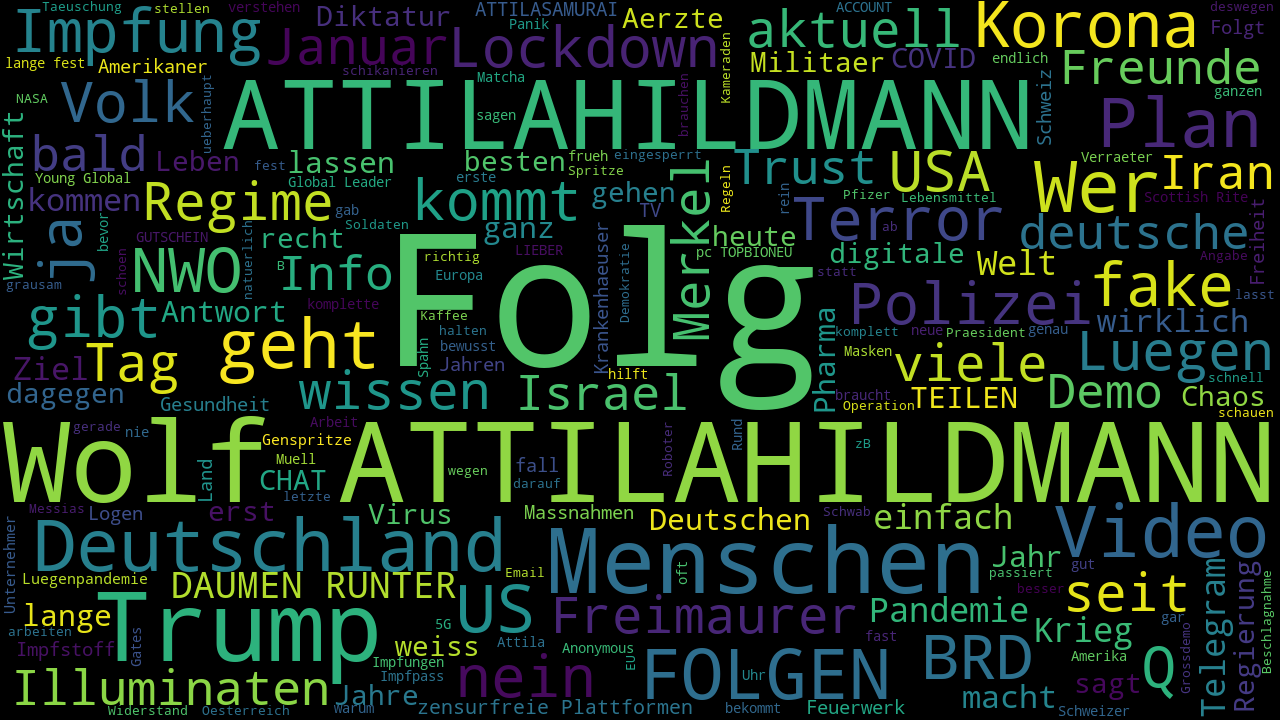 Taeuschung
stellen
verstehen
Diktatur
ATTILASAMURAI
Panik
Aerzte
ACCOUNT
deswegen
Impfung
Januar
Lockdown
aktuell
Korona
Folgt
lange fest
Amerikaner
schikanieren
Matcha
Kameraden
Militaer
COVID
endlich
Freunde
ganzen
NASA
Volk
ueberhaupt
ATTILAHILDMANN
sagen
brauchen
Schweiz
Plan
Wirtschaft
bald
Leben
fest
lassen
besten
frueh
eingesperrt
Spritze
Trust
USA
Wer
Verraeter
Iran
Young Global
Global Leader
erste
kommen
Regime
gab
Soldaten
kommt
gehen
TV
Merkel
Regeln
rein
Pfizer
Lebensmittel
Scottish Rite
ja
bevor
GUTSCHEIN
natuerlich
recht
ganz
heute
Terror
ab
deutsche
Freiheit
schoen
NWO
B
Info
richtig
LIEBER
Krankenhaeuser
Demokratie
pc TOPBIONEU
digitale
Welt
Angabe
grausam
Europa
statt
fake
lasst
gibt
Antwort
komplette
Folg
Kaffee
halten
bewusst
Polizei
wirklich
komplett
neue
Praesident
genau
Ziel
Tag
geht
Spahn
Jahren
hilft
Pharma
Masken
viele
Luegen
schnell
dagegen
Gesundheit
wissen
Israel
braucht
Operation
TEILEN
Demo
Chaos
schauen
Wolf
gerade
nie
Arbeit
Genspritze
ATTILAHILDMANN
Roboter
Rund
zB
Land
Muell
CHAT
letzte
wegen
fall
darauf
Messias
Logen
erst
Virus
Massnahmen
Deutschen
Schwab
einfach
Video
Unternehmer
Deutschland
Menschen
oft
Jahr
passiert
gut
Luegenpandemie
DAUMEN RUNTER
Email
besser
seit
Telegram
Regierung
Beschlagnahme
lange
Trump
US
5G
Freimaurer
Pandemie
Krieg
gar
arbeiten
Impfstoff
Gates
weiss
Attila
Anonymous
EU
fast
BRD
Amerika
sagt
Q
Grossdemo
Impfungen
Impfpass
nein
FOLGEN
Uhr
Illuminaten
Jahre
macht
Widerstand
Oesterreich
Warum
zensurfreie Plattformen
bekommt
Feuerwerk
Schweizer